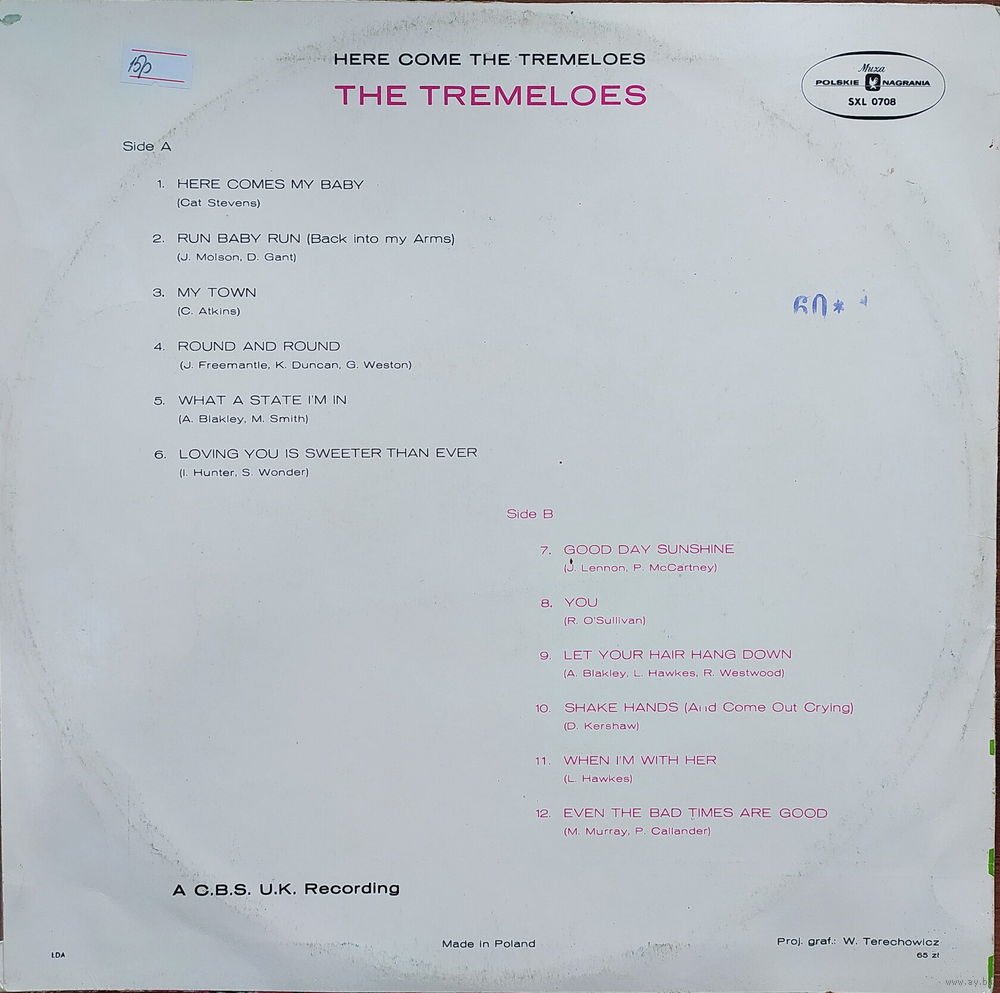 15р
HERE COME THE TREMELOES
THE TREMELOES
Muza
POLSKIE NAGRANIA
SXL 0708
Side A
1. HERE COMES MY BABY
(Cat Stevens)
2. RUN BABY RUN (Back into my Arms)
(J. Molson, D. Gant)
3. MY TOWN
(C. Atkins)
60*
4. ROUND AND ROUND
(J. Freemantle, K. Duncan, G. Weston)
5. WHAT A STATE I'M IN
(A. Blakley, M. Smith)
6. LOVING YOU IS SWEETER THAN EVER
(I. Hunter, S. Wonder)
Side B
7. GOOD DAY SUNSHINE
(J. Lennon, P. McCartney)
8. YOU
(R. O'Sullivan)
9. LET YOUR HAIR HANG DOWN
(A. Blakley, L. Hawkes, R. Westwood)
10. SHAKE HANDS (And Come Out Crying)
(D. Kershaw)
11. WHEN I'M WITH HER
(L. Hawkes)
12. EVEN THE BAD TIMES ARE GOOD
(M. Murray, P. Callander)
A C.B.S. U.K. Recording
Made in Poland
Proj. graf.: W. Terechowicz
ŁDA
65 zł